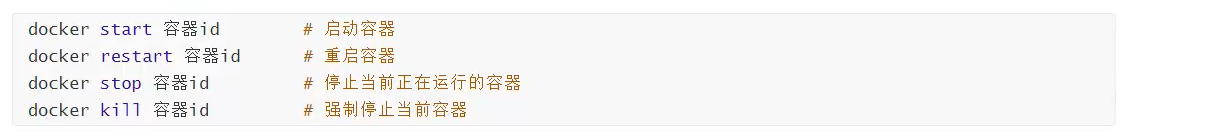 docker start 容器id # 启动容器
docker restart 容器id # 重启容器
docker stop 容器id # 停止当前正在运行的容器
docker kill 容器id # 强制停止当前容器